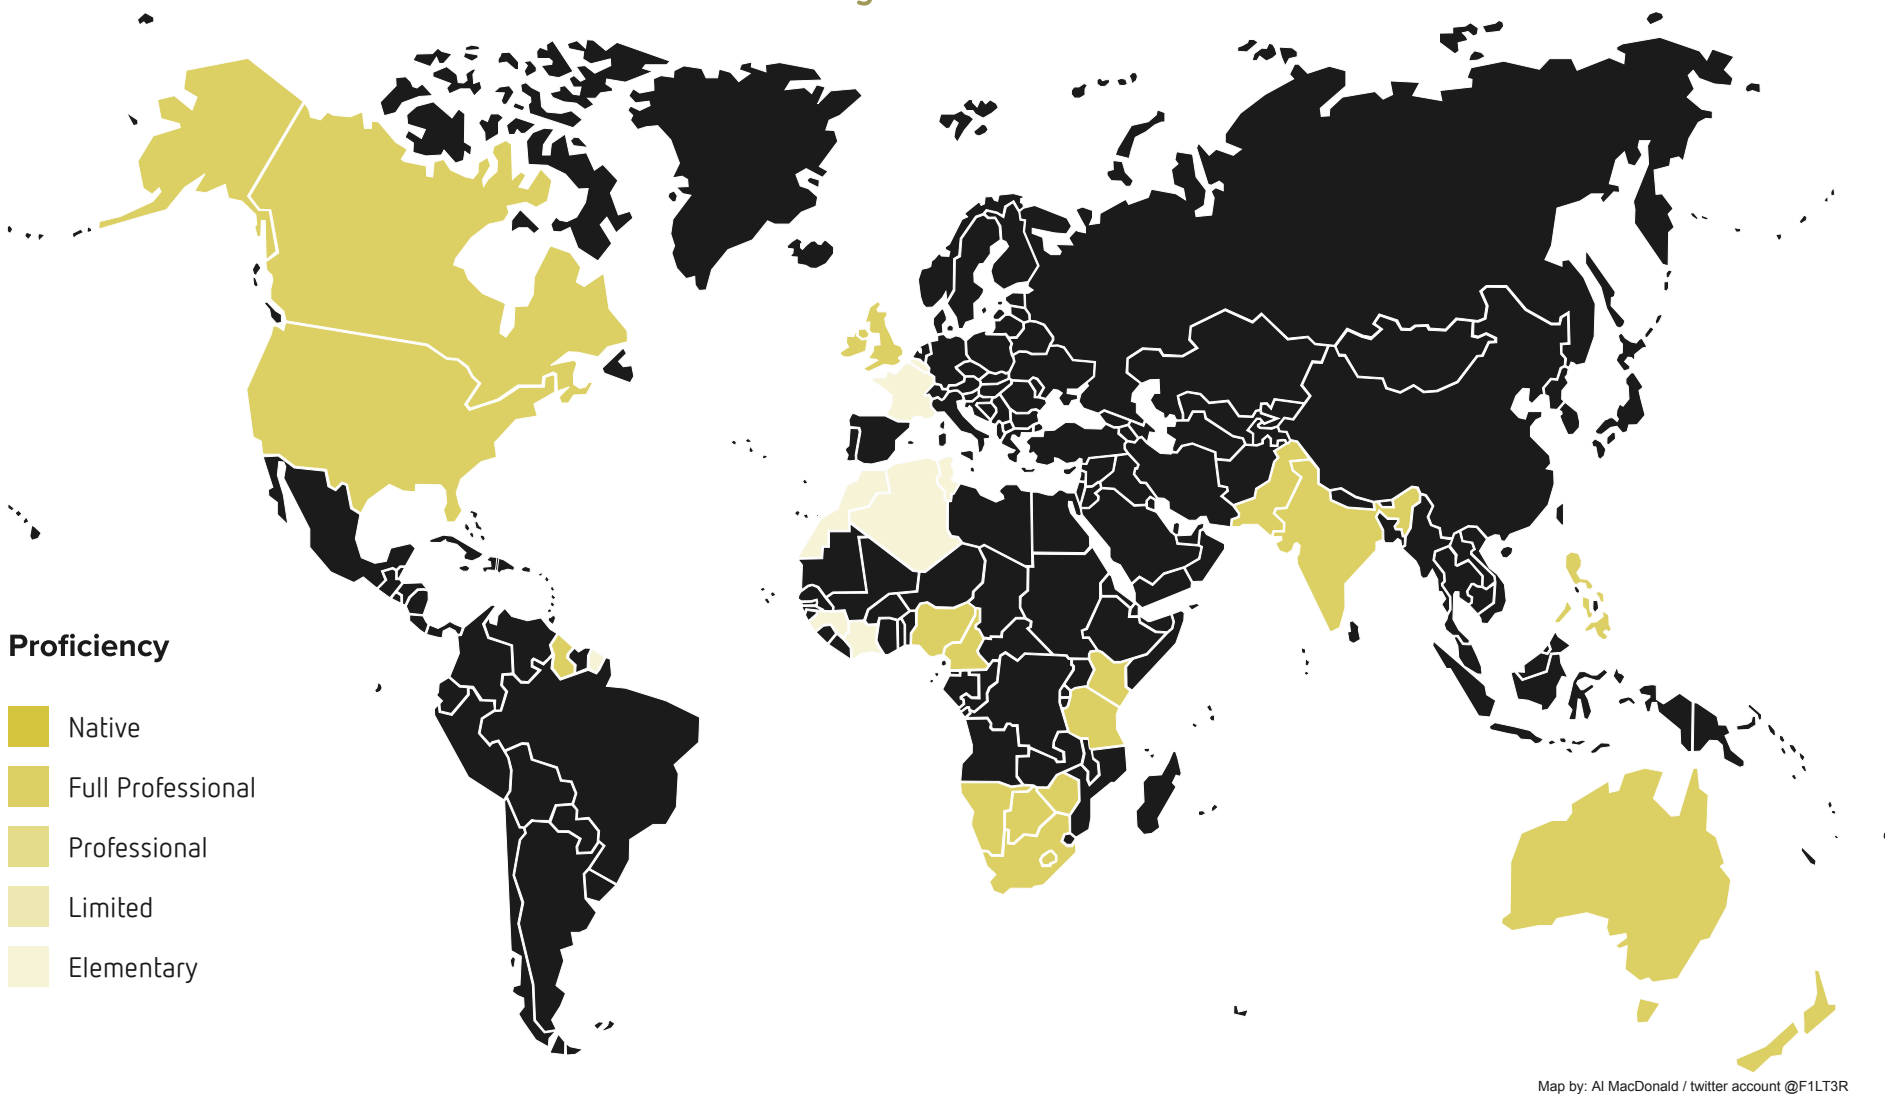 Proficiency
Native
Full Professional
Professional
Limited
Elementary
Map by: Al MacDonald / twitter account @F1LT3R